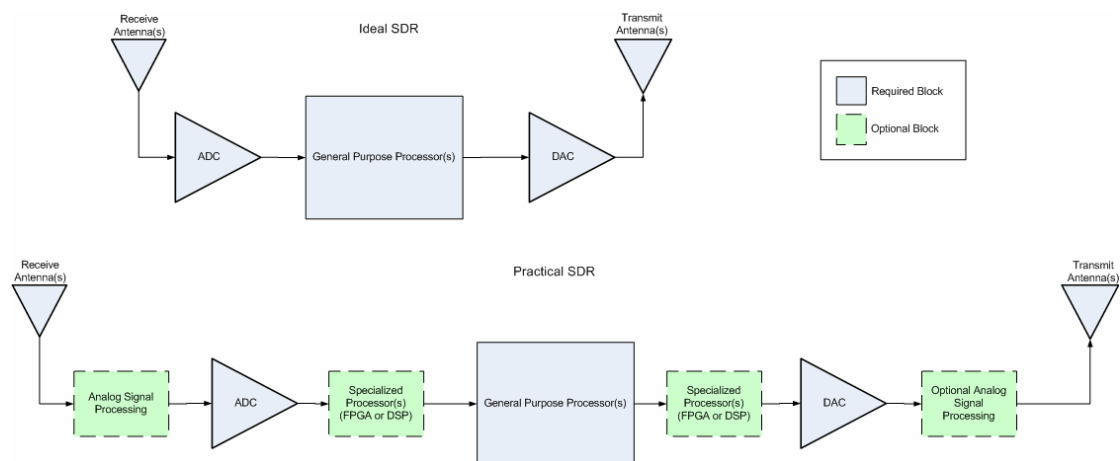 Receive
Antenna(s)
Ideal SDR
Transmit
Antenna(s)
Required Block
Optional Block
ADC
General Purpose Processor(s)
DAC
Receive
Antenna(s)
Practical SDR
Transmit
Antenna(s)
Analog Signal
Processing
ADC
Specialized
Processor(s)
(FPGA or DSP)
General Purpose Processor(s)
Specialized
Processor(s)
(FPGA or DSP)
DAC
Optional Analog
Signal
Processing